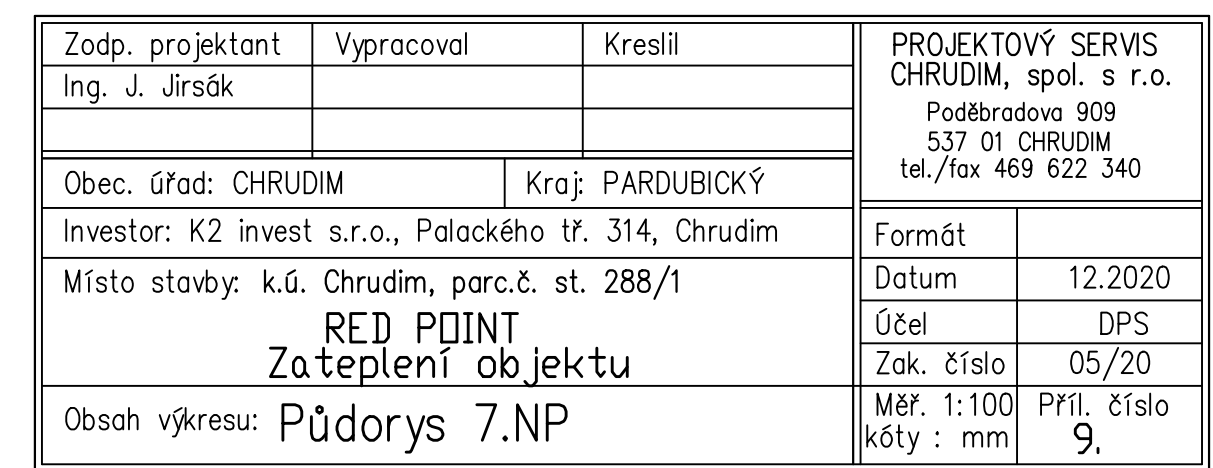 Zodp. projektant Vypracoval Kreslil
Ing. J. Jirsák
Obec. úřad: CHRUDIM Kraj: PARDUBICKÝ
Investor: K2 invest s.r.o., Palackého tř. 314, Chrudim
Místo stavby: k.ú. Chrudim, parc.č. st. 288/1
RED POINT
Zateplení objektu
Obsah výkresu: Půdorys 7.NP
PROJEKTOVÝ SERVIS
CHRUDIM, spol. s r.o.
Poděbradova 909
537 01 CHRUDIM
tel./fax 469 622 340
Formát
Datum 12.2020
Účel DPS
Zak. číslo 05/20
Měř. 1:100 Příl. číslo
kóty : mm 9.